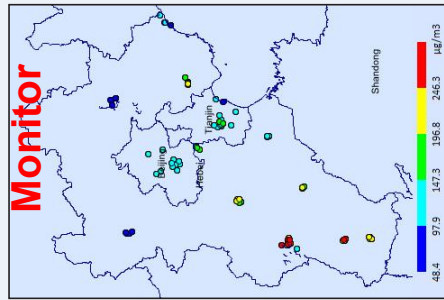 Monitor
µg/m3
246.3
196.8
147.3
97.9
48.4
Shandong
Tianjin
Beijing
Hebei